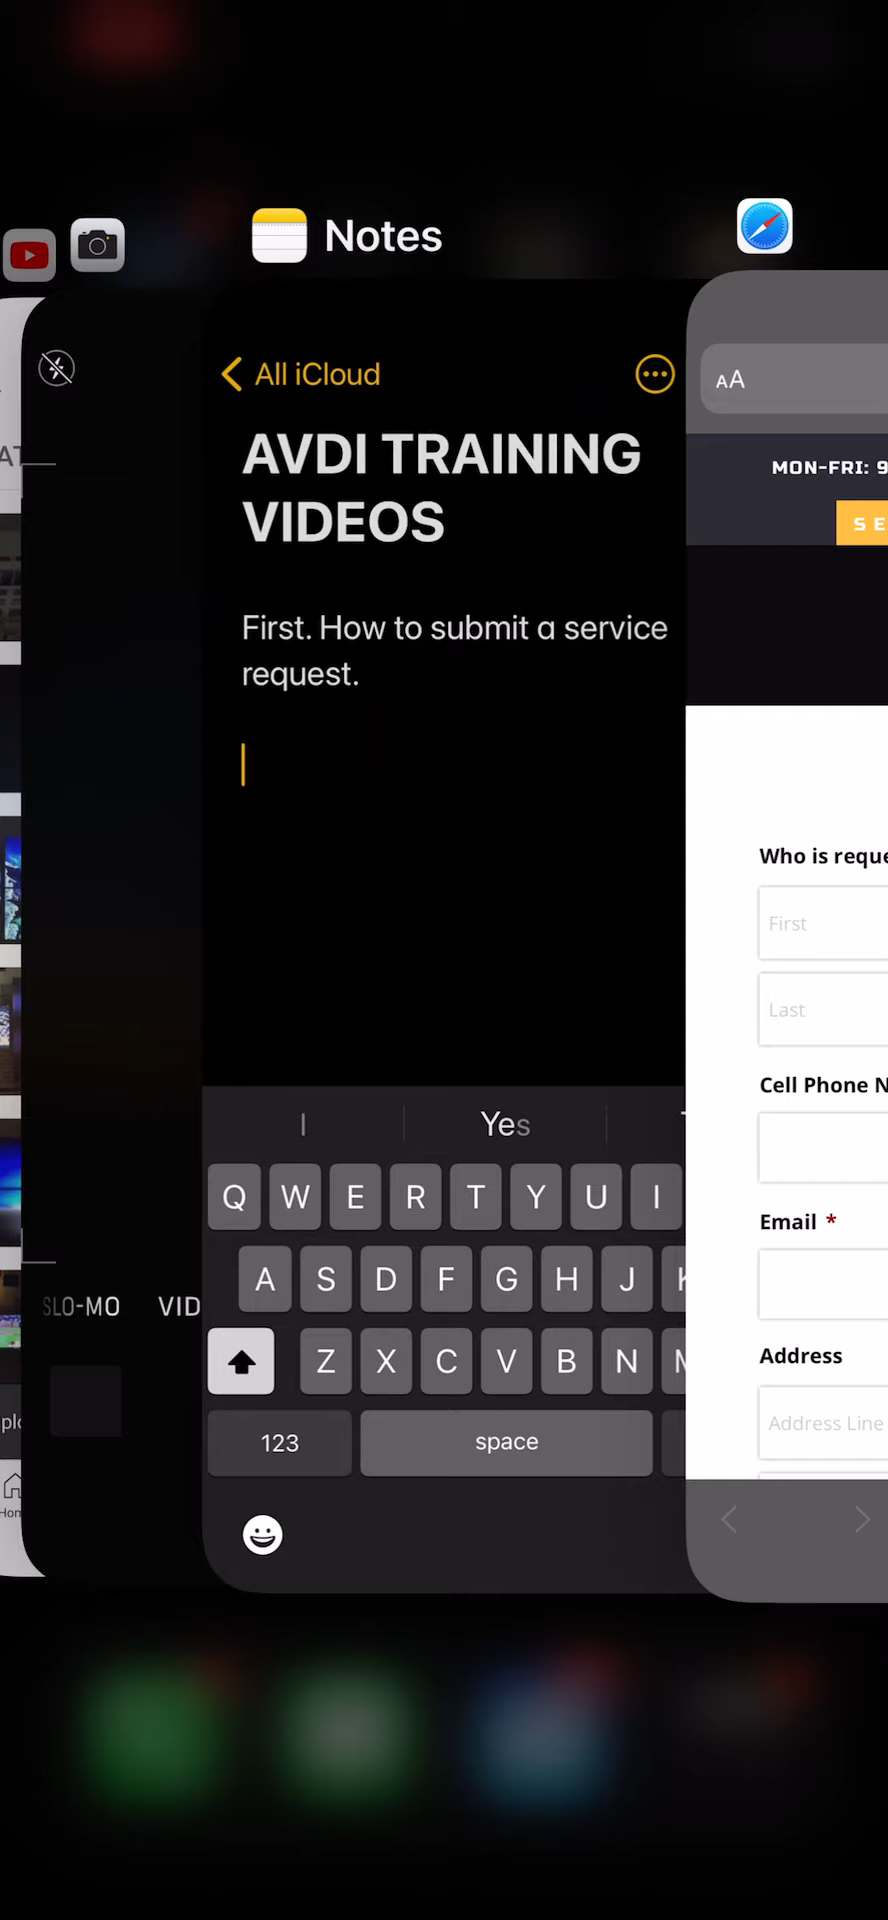 Notes
All iCloud
AVDI TRAINING
VIDEOS
First. How to submit a service
request.
I Yes
Q W E R T Y U I
A S D F G H J K
Z X C V B N M
123 space
SLO-MO VID
Hom
AA
MON-FRI: 9
SE
Who is reque
First
Last
Cell Phone N
Email *
Address
Address Line